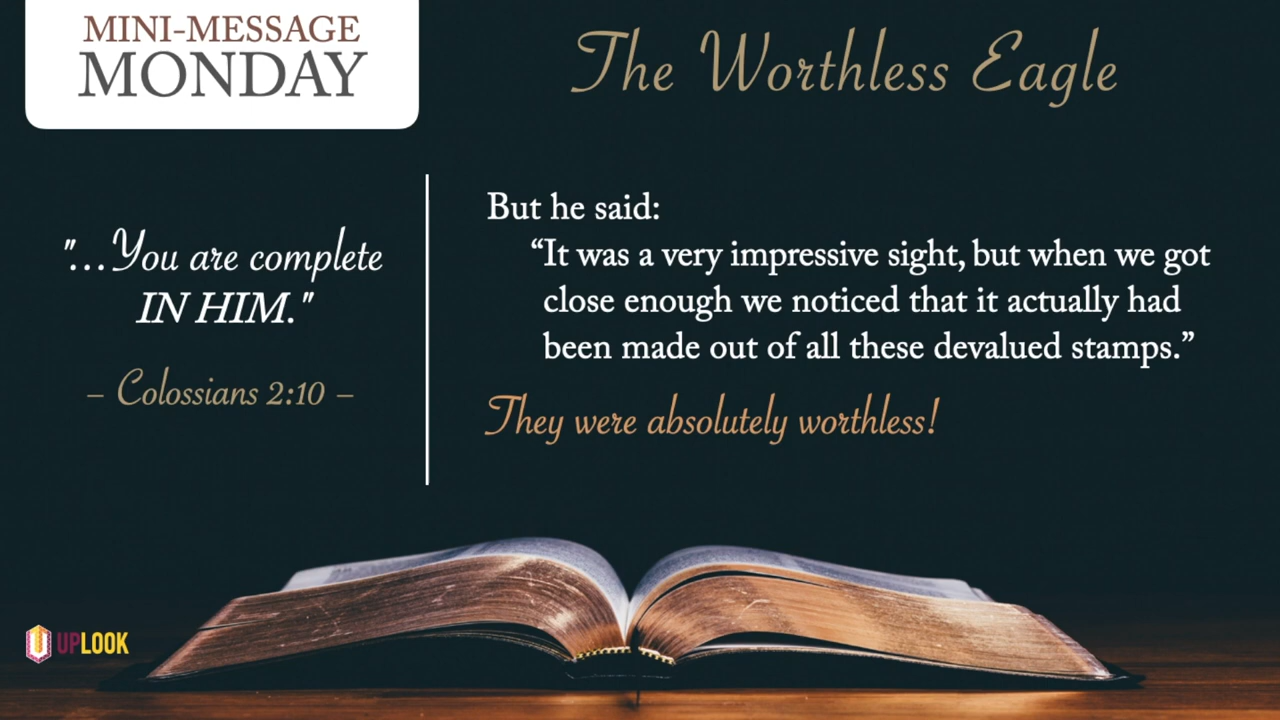 MINI-MESSAGE
MONDAY
The Worthless Eagle
"...You are complete
IN HIM."
– Colossians 2:10 –
But he said:
“It was a very impressive sight, but when we got
close enough we noticed that it actually had
been made out of all these devalued stamps.”
They were absolutely worthless!
UPLOOK